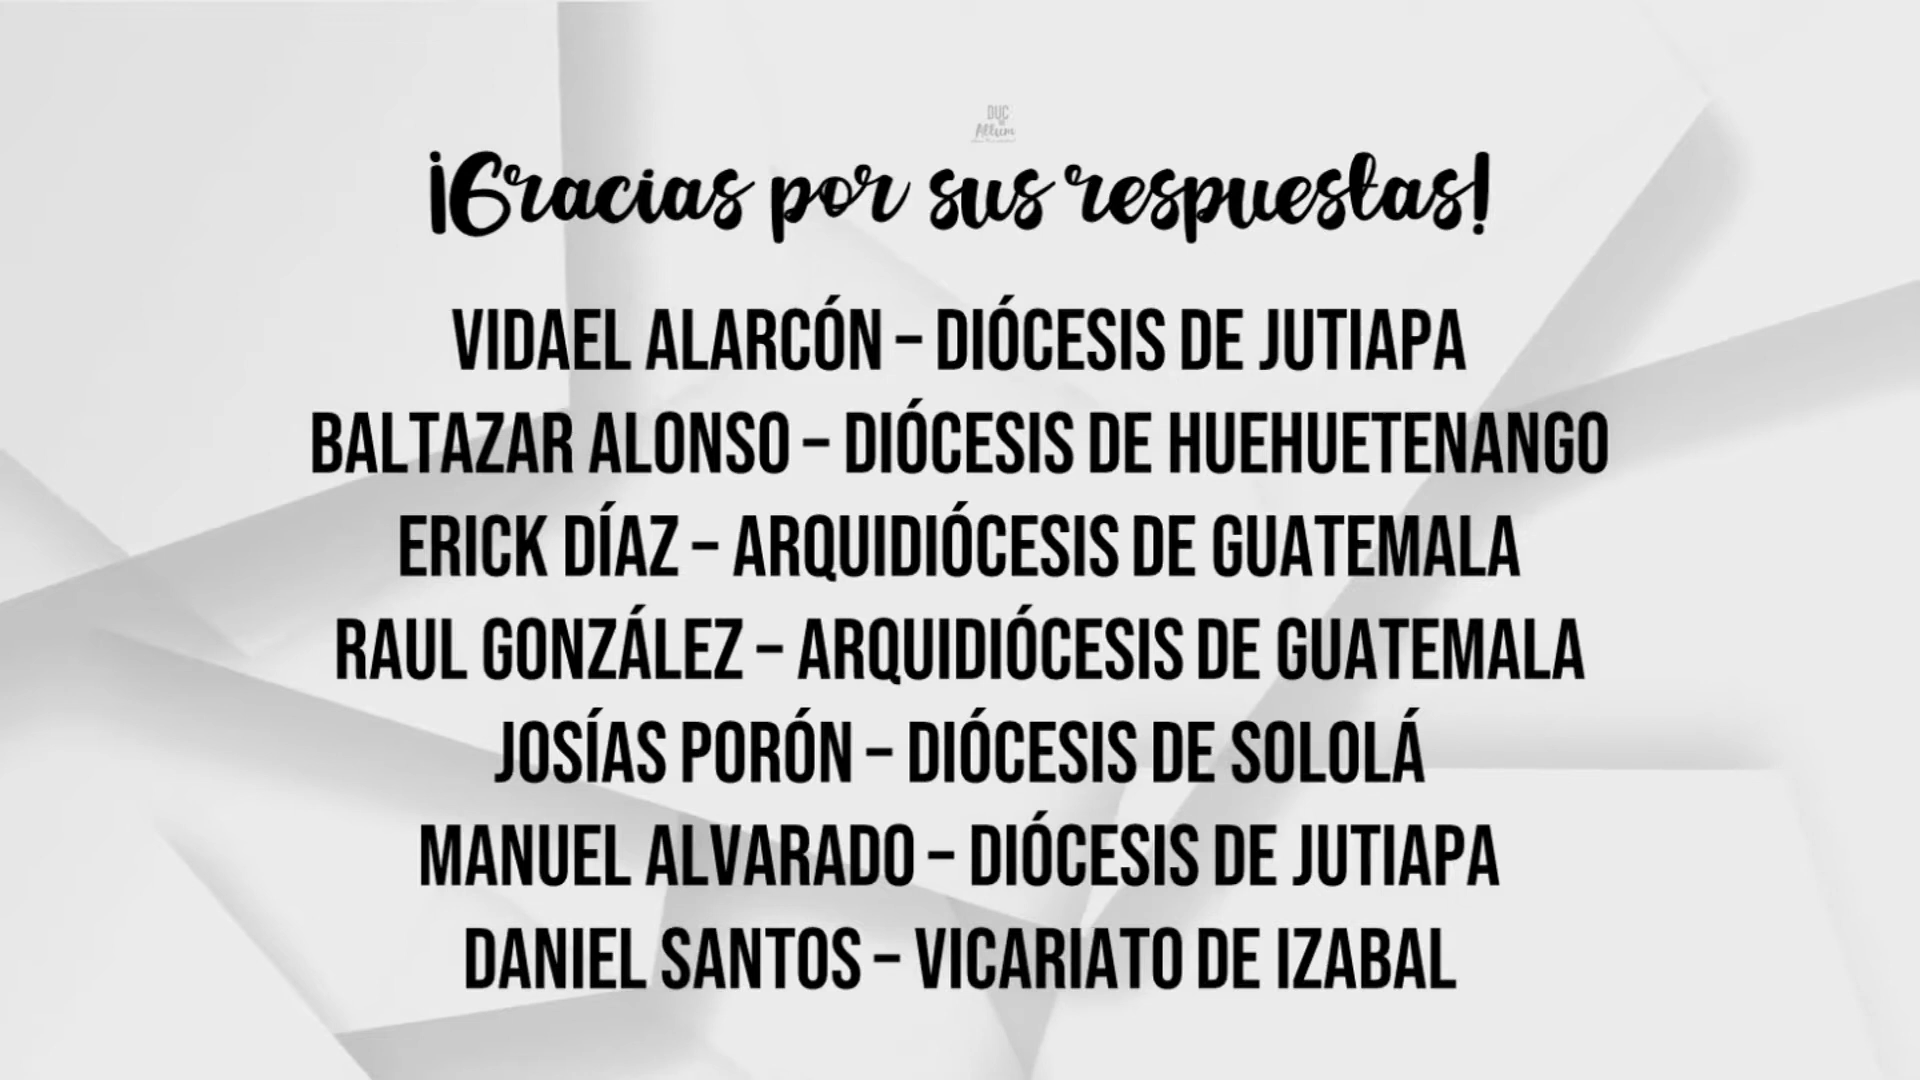 DUC
Altum
¡Gracias por sus respuestas!
VIDAEL ALARCÓN – DIÓCESIS DE JUTIAPA
BALTAZAR ALONSO – DIÓCESIS DE HUEHUETENANGO
ERICK DÍAZ – ARQUIDIÓCESIS DE GUATEMALA
RAUL GONZÁLEZ – ARQUIDIÓCESIS DE GUATEMALA
JOSÍAS PORÓN – DIÓCESIS DE SOLOLÁ
MANUEL ALVARADO – DIÓCESIS DE JUTIAPA
DANIEL SANTOS – VICARIATO DE IZABAL